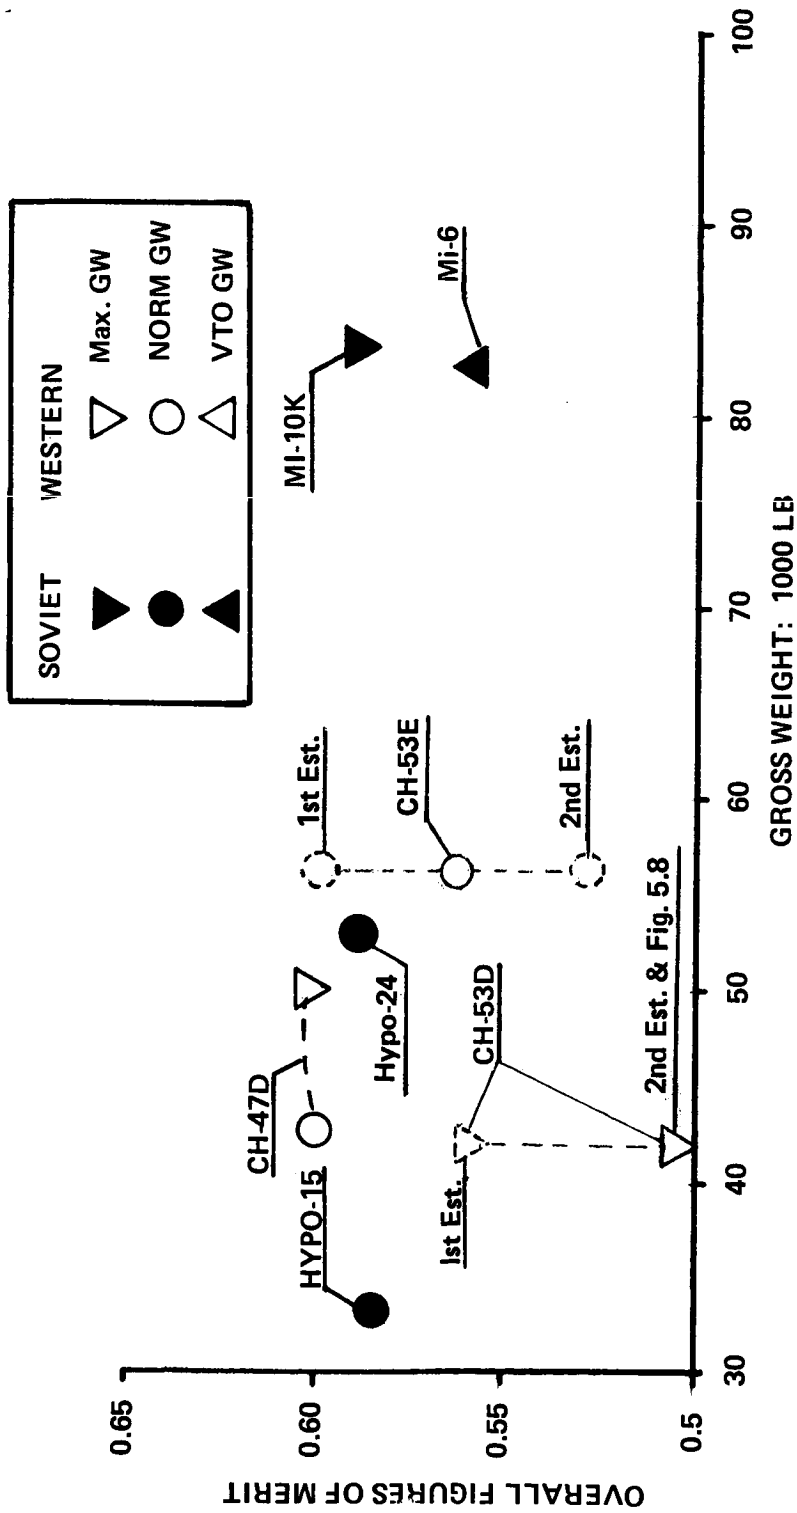 SOVIET WESTERN
Max. GW
NORM GW
VTO GW
0.65
0.60
0.55
0.5
OVERALL FIGURES OF MERIT
HYPO-15
CH-47D
Hypo-24
1st Est.
CH-53E
2nd Est.
Ist Est.
CH-53D
2nd Est. & Fig. 5.8
MI-10K
Mi-6
30 40 50 60 70 80 90 100
GROSS WEIGHT: 1000 LB